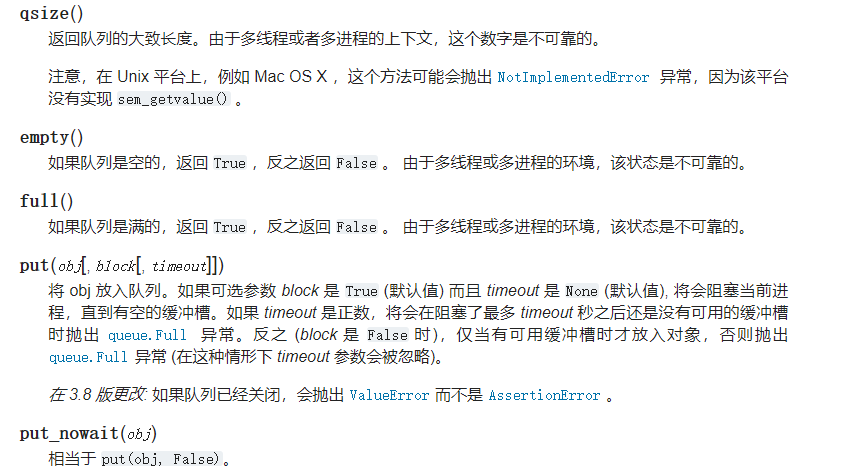 qsize()
返回队列的大致长度。由于多线程或者多进程的上下文，这个数字是不可靠的。
注意，在 Unix 平台上，例如 Mac OS X ，这个方法可能会抛出 NotImplementedError 异常，因为该平台
没有实现 sem_getvalue() 。
empty()
如果队列是空的，返回 True ，反之返回 False 。 由于多线程或多进程的环境，该状态是不可靠的。
full()
如果队列是满的，返回 True ，反之返回 False 。 由于多线程或多进程的环境，该状态是不可靠的。
put(obj[, block[, timeout]])
将 obj 放入队列。如果可选参数 block 是 True (默认值) 而且 timeout 是 None (默认值), 将会阻塞当前进
程，直到有空的缓冲槽。如果 timeout 是正数，将会在阻塞了最多 timeout 秒之后还是没有可用的缓冲槽
时抛出 queue.Full 异常。反之 (block 是 False 时)，仅当有可用缓冲槽时才放入对象，否则抛出
queue.Full 异常 (在这种情形下 timeout 参数会被忽略)。
在 3.8 版更改: 如果队列已经关闭，会抛出 ValueError 而不是 AssertionError 。
put_nowait(obj)
相当于 put(obj, False)。